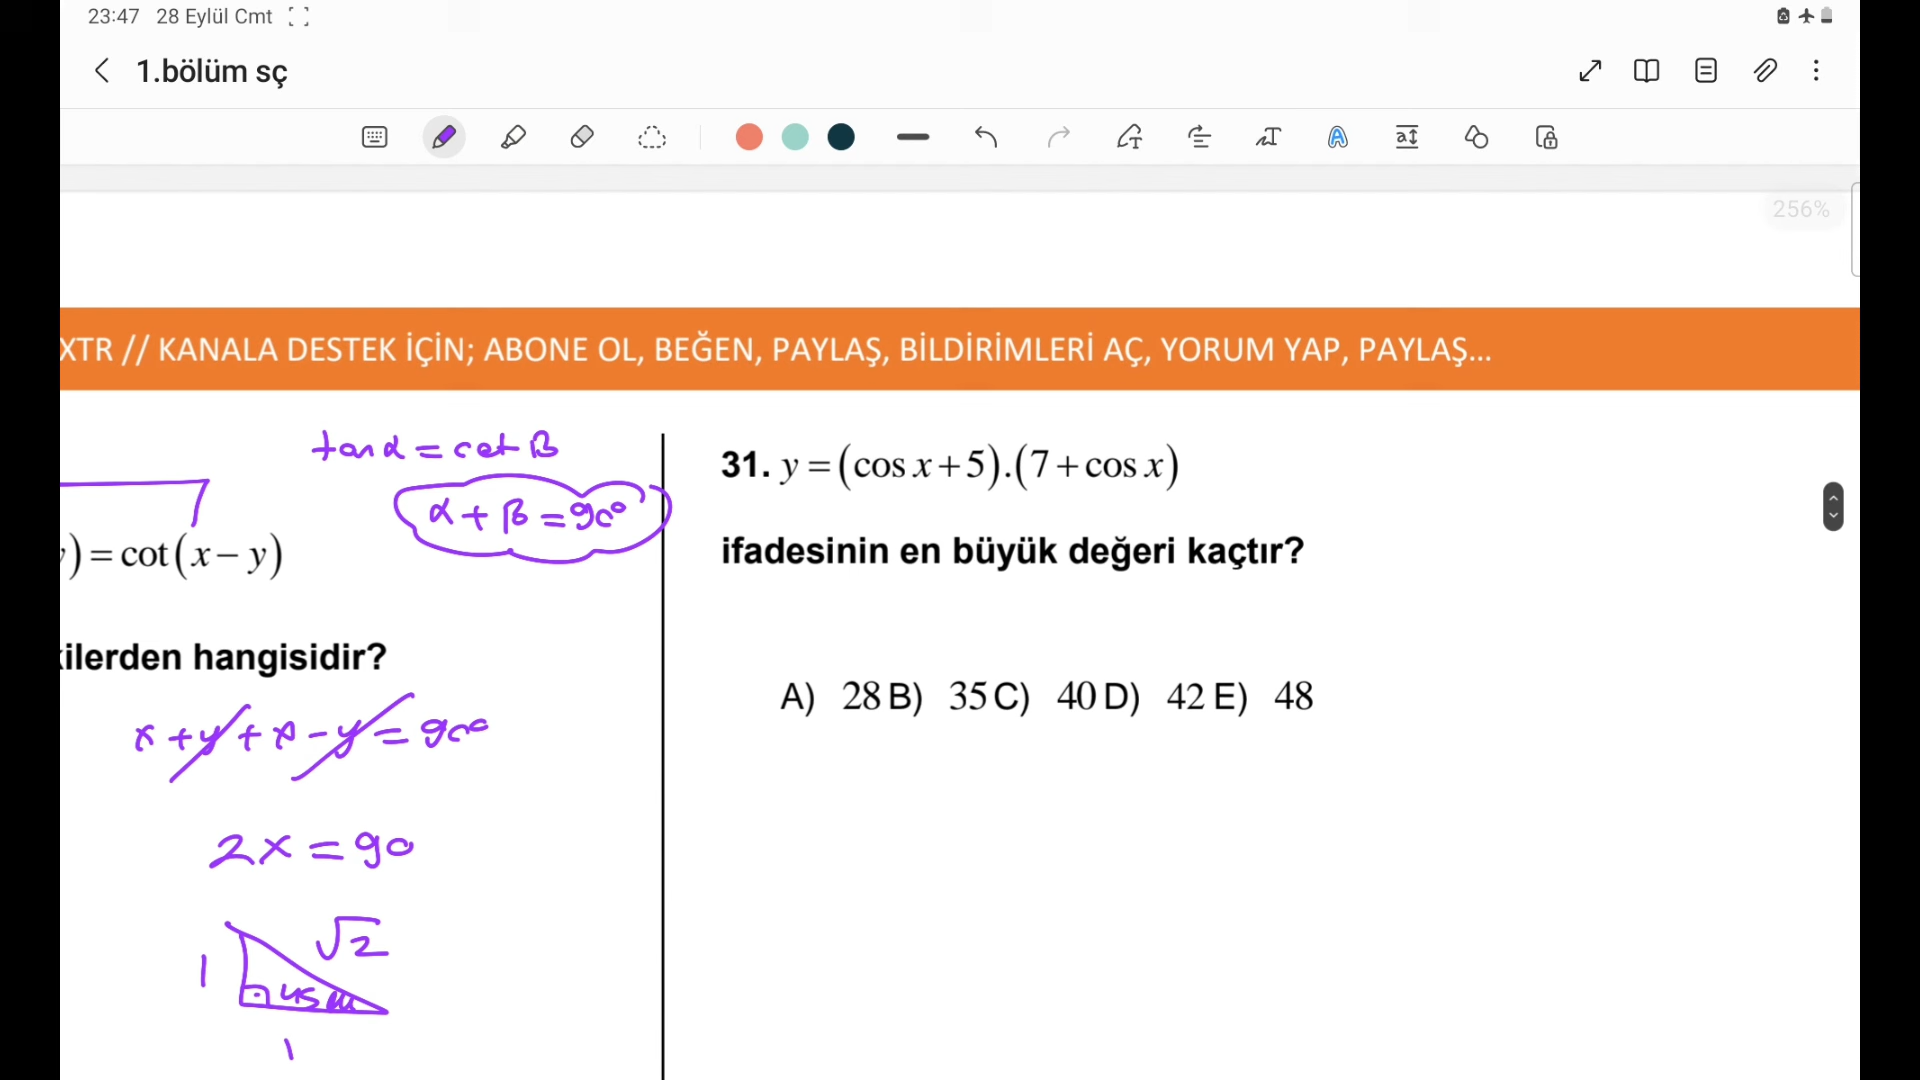 23:47 28 Eylül Cmt
1.bölüm sç
256%
XTR // KANALA DESTEK İÇİN; ABONE OL, BEĞEN, PAYLAŞ, BİLDİRİMLERİ AÇ, YORUM YAP, PAYLAŞ...
tan α = cot β
α + β = 90°
) = cot(x − y)
kilerden hangisidir?
x + y + x − y = 90°
2x = 90
√2
1
45
1
31. y = (cos x + 5).(7 + cos x)
ifadesinin en büyük değeri kaçtır?
A) 28 B) 35 C) 40 D) 42 E) 48